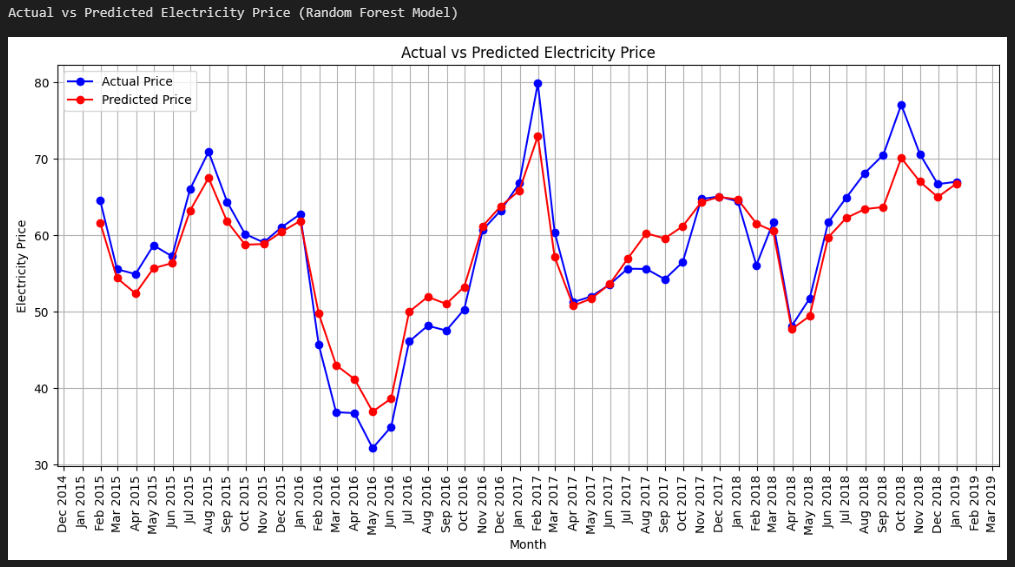 Actual vs Predicted Electricity Price (Random Forest Model)
Actual vs Predicted Electricity Price
Actual Price
Predicted Price
Electricity Price
80
70
60
50
40
30
Dec 2014
Jan 2015
Feb 2015
Mar 2015
Apr 2015
May 2015
Jun 2015
Jul 2015
Aug 2015
Sep 2015
Oct 2015
Nov 2015
Dec 2015
Jan 2016
Feb 2016
Mar 2016
Apr 2016
May 2016
Jun 2016
Jul 2016
Aug 2016
Sep 2016
Oct 2016
Nov 2016
Dec 2016
Jan 2017
Feb 2017
Mar 2017
Apr 2017
May 2017
Jun 2017
Jul 2017
Aug 2017
Sep 2017
Oct 2017
Nov 2017
Dec 2017
Jan 2018
Feb 2018
Mar 2018
Apr 2018
May 2018
Jun 2018
Jul 2018
Aug 2018
Sep 2018
Oct 2018
Nov 2018
Dec 2018
Jan 2019
Feb 2019
Mar 2019
Month